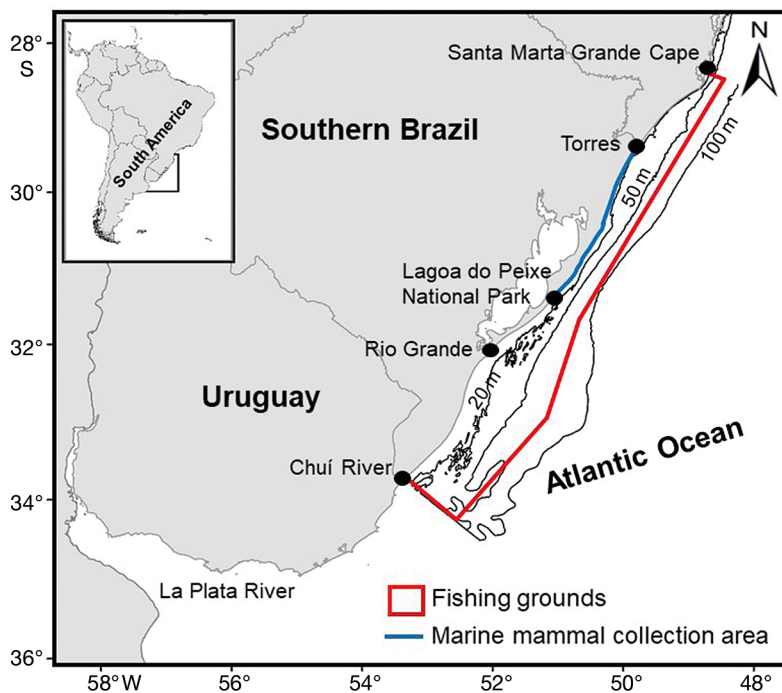 28°
S
30°
32°
34°
36°
South America
N
Santa Marta Grande Cape
Southern Brazil
Torres
100 m
50 m
Lagoa do Peixe
National Park
Rio Grande
20 m
Uruguay
Chuí River
Atlantic Ocean
La Plata River
Fishing grounds
Marine mammal collection area
58° W
56°
54°
52°
50°
48°